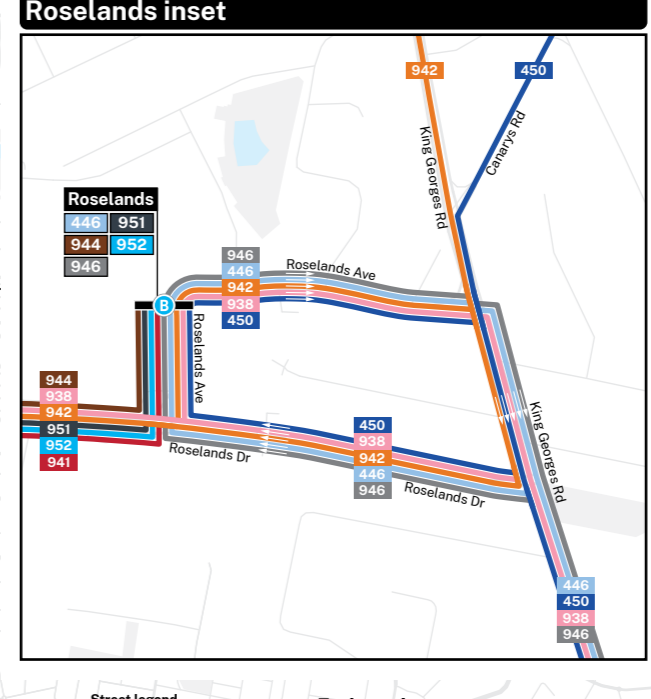 Roselands inset
942
450
King Georges Rd
Canarys Rd
Roselands
446 951
944 952
946
946
446
942
938
450
Roselands Ave
B
Roselands Ave
944
938
942
951
952
941
Roselands Dr
450
938
942
446
946
Roselands Dr
King Georges Rd
446
450
938
946
Street legend